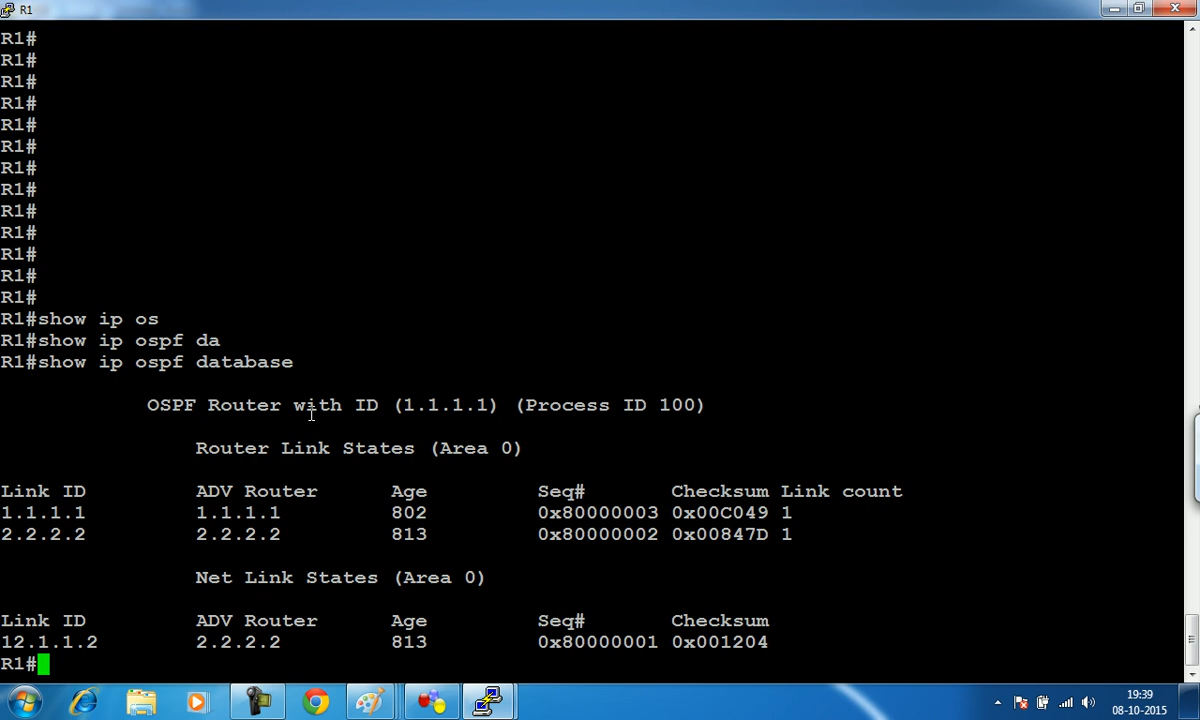 R1
R1#
R1#
R1#
R1#
R1#
R1#
R1#
R1#
R1#
R1#
R1#
R1#
R1#
R1#show ip os
R1#show ip ospf da
R1#show ip ospf database
OSPF Router with ID (1.1.1.1) (Process ID 100)
Router Link States (Area 0)
Link ID ADV Router Age Seq# Checksum Link count
1.1.1.1 1.1.1.1 802 0x80000003 0x00C049 1
2.2.2.2 2.2.2.2 813 0x80000002 0x00847D 1
Net Link States (Area 0)
Link ID ADV Router Age Seq# Checksum
12.1.1.2 2.2.2.2 813 0x80000001 0x001204
R1#
19:39
08-10-2015